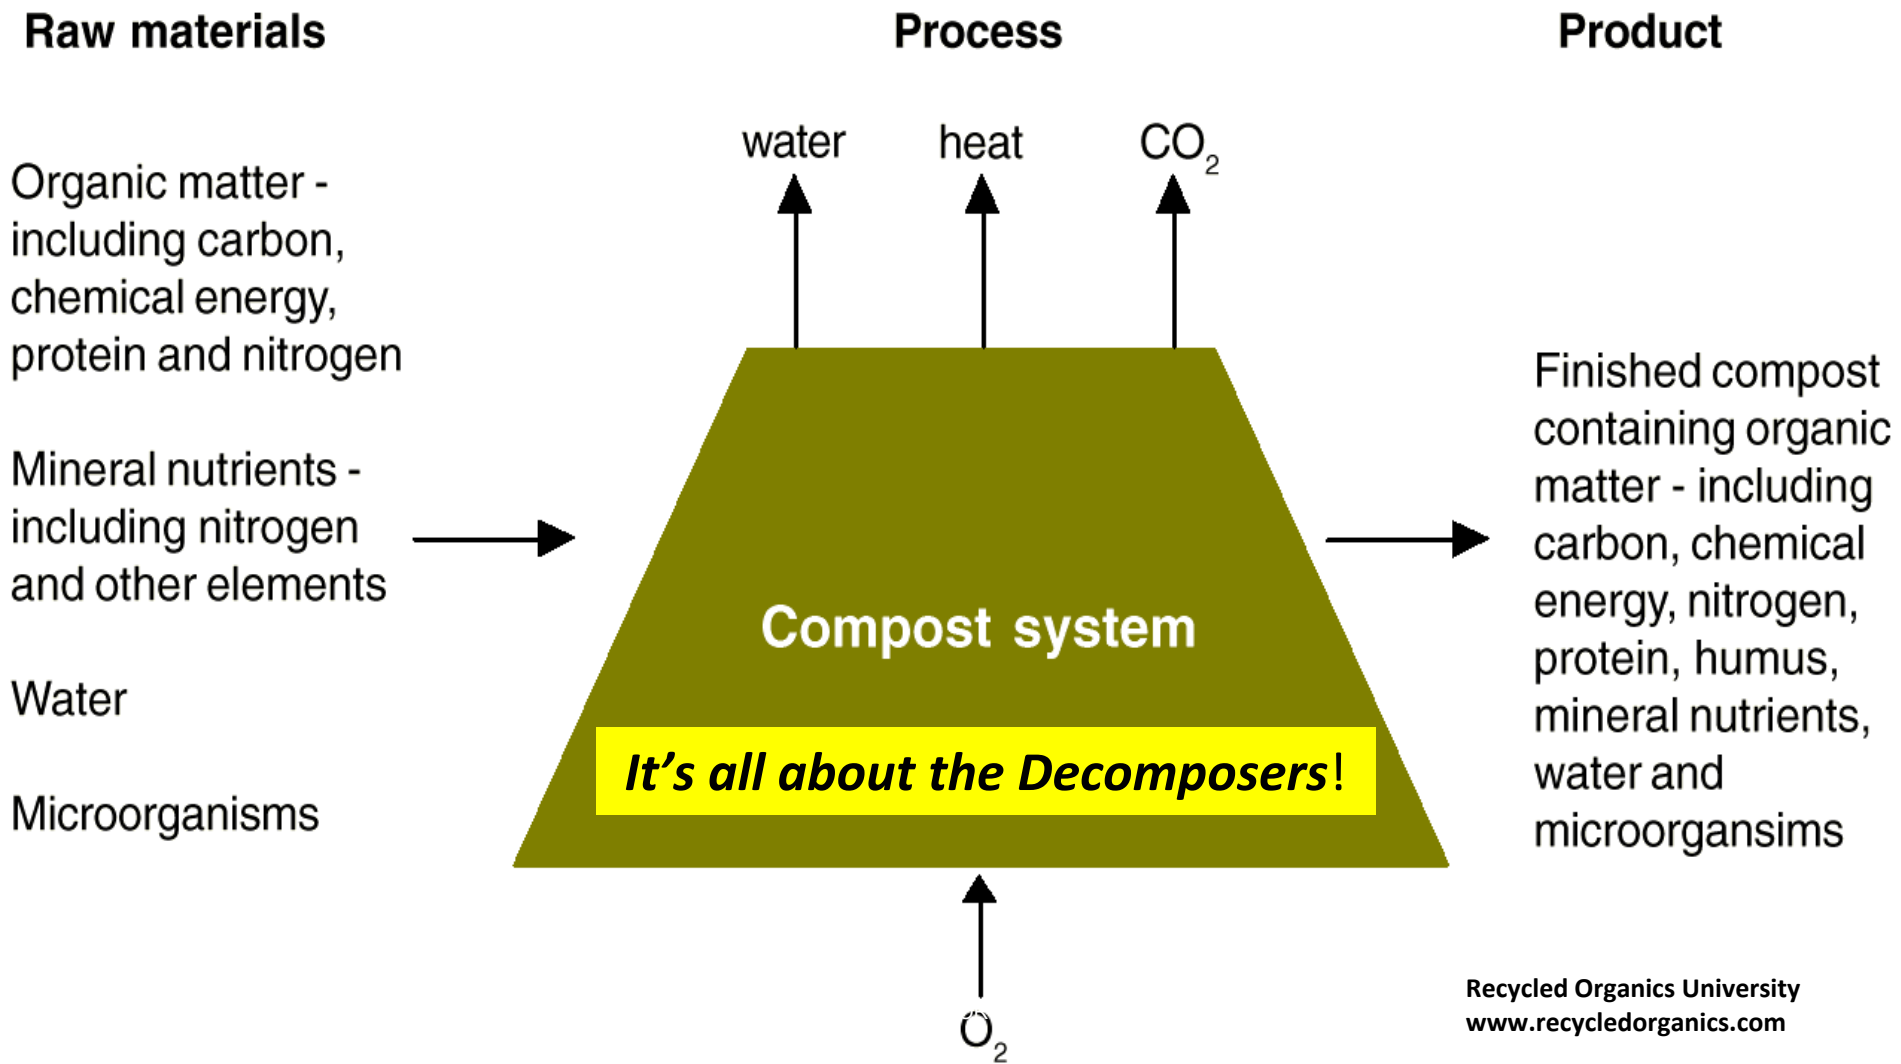 Raw materials
Process
Product
water
heat
CO₂
Organic matter -
including carbon,
chemical energy,
protein and nitrogen
Mineral nutrients -
including nitrogen
and other elements
Water
Microorganisms
Compost system
It's all about the Decomposers!
O₂
Finished compost
containing organic
matter - including
carbon, chemical
energy, nitrogen,
protein, humus,
mineral nutrients,
water and
microorgansims
Recycled Organics University
www.recycledorganics.com